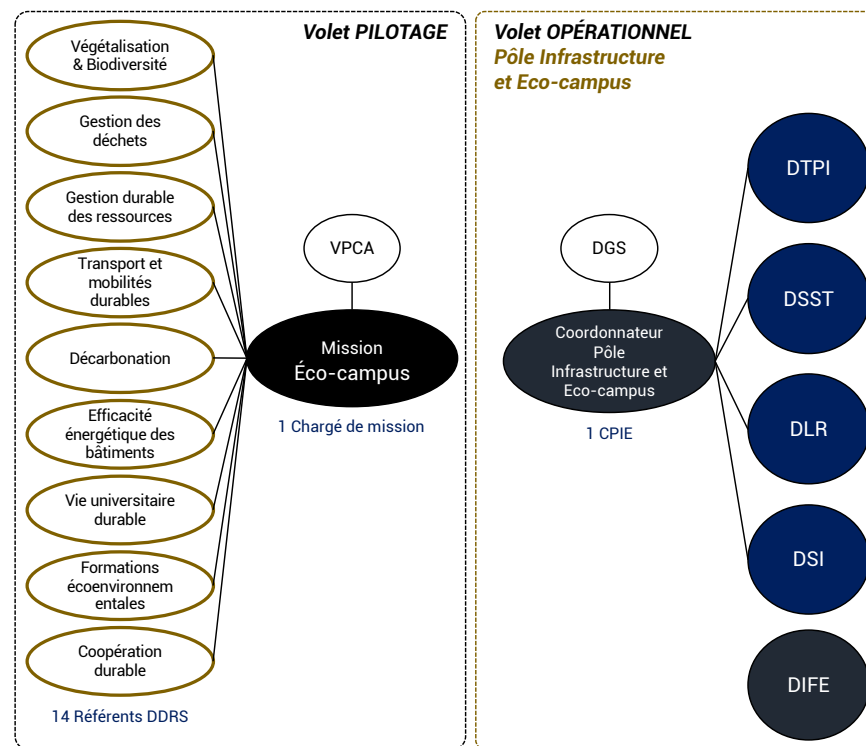 Volet PILOTAGE
Végétalisation
& Biodiversité
Gestion des
déchets
Gestion durable
des ressources
Transport et
mobilités
durables
Décarbonation
Efficacité
énergétique des
bâtiments
Vie universitaire
durable
Formations
écoenvironnem
entales
Coopération
durable
14 Référents DDRS
VPCA
Mission
Éco-campus
1 Chargé de mission
Volet OPÉRATIONNEL
Pôle Infrastructure
et Eco-campus
DGS
Coordonnateur
Pôle
Infrastructure et
Eco-campus
1 CPIE
DTPI
DSST
DLR
DSI
DIFE